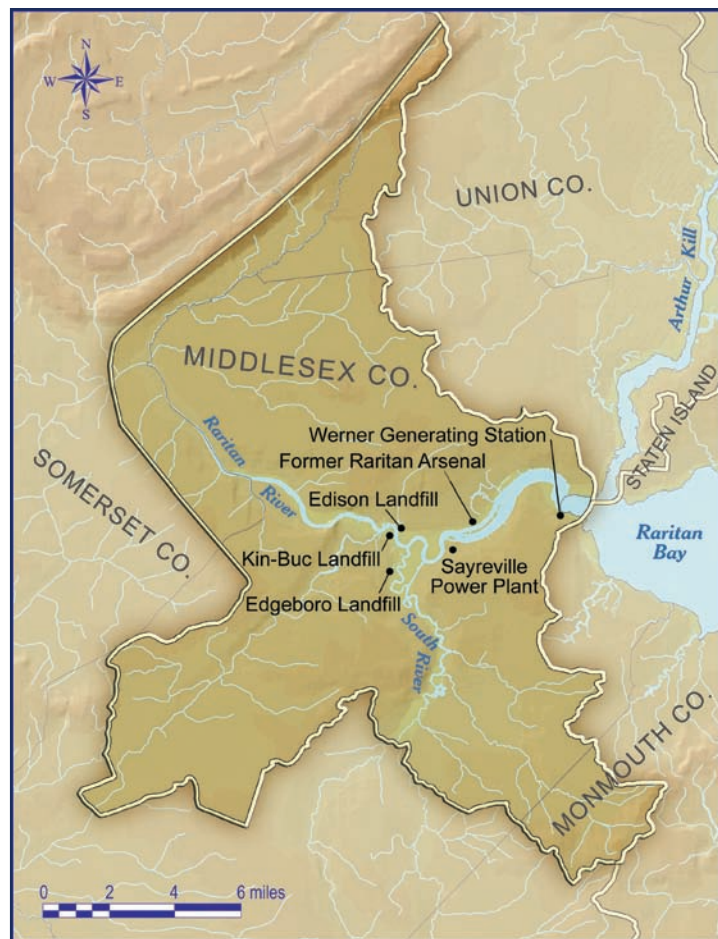 N
W E
S
UNION CO.
Arthur Kill
MIDDLESEX CO.
STATEN ISLAND
Raritan
River
Werner Generating Station
Former Raritan Arsenal
Edison Landfill
SOMERSET CO.
Raritan
Bay
Kin-Buc Landfill
Sayreville
Power Plant
Edgeboro Landfill
South
River
MONMOUTH CO.
0 2 4 6 miles